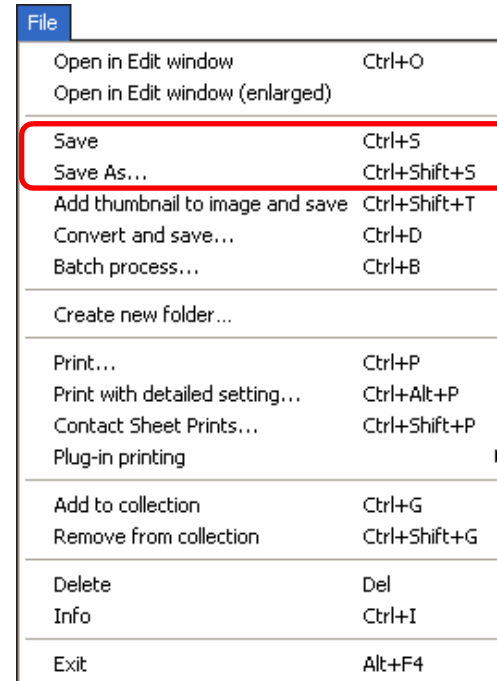 File
Open in Edit window Ctrl+O
Open in Edit window (enlarged)
Save Ctrl+S
Save As... Ctrl+Shift+S
Add thumbnail to image and save Ctrl+Shift+T
Convert and save... Ctrl+D
Batch process... Ctrl+B
Create new folder...
Print... Ctrl+P
Print with detailed setting... Ctrl+Alt+P
Contact Sheet Prints... Ctrl+Shift+P
Plug-in printing
Add to collection Ctrl+G
Remove from collection Ctrl+Shift+G
Delete Del
Info Ctrl+I
Exit Alt+F4